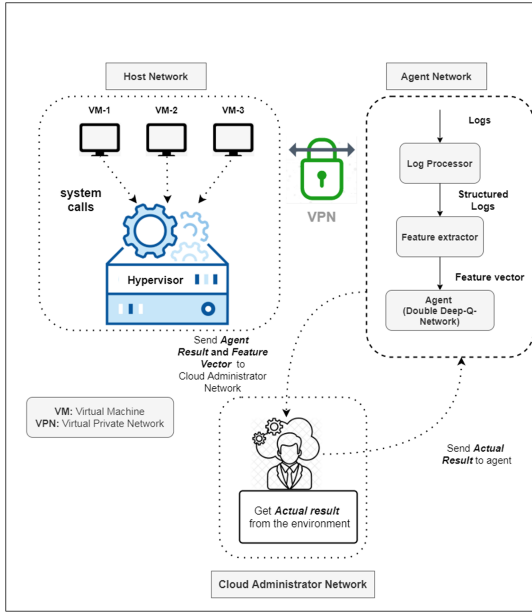 Host Network
VM-1
VM-2
VM-3
system
calls
Hypervisor
VPN
Agent Network
Logs
Log Processor
Structured
Logs
Feature extractor
Feature vector
Agent
(Double Deep-Q-
Network)
Send Agent
Result and Feature
Vector to
Cloud Administrator
Network
VM: Virtual Machine
VPN: Virtual Private Network
Send Actual
Result to agent
Get Actual result
from the environment
Cloud Administrator Network